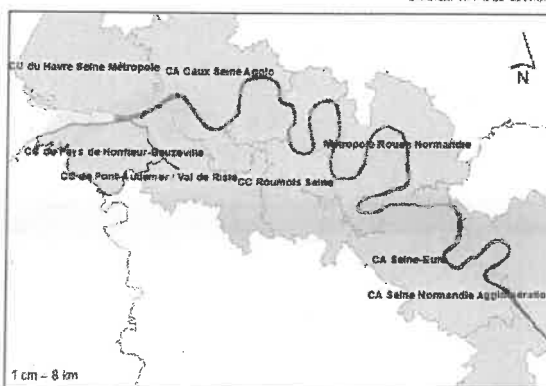 CU du Havre Seine Métropole
CA Caux Seine Agglo
N
CC du Pays de Honfleur-Beuzeville
Métropole Rouen Normandie
CC de Pont-Audemer / Val de Risle
CC Roumois Seine
CA Seine-Eure
CA Seine Normandie Agglomération
1 cm = 8 km